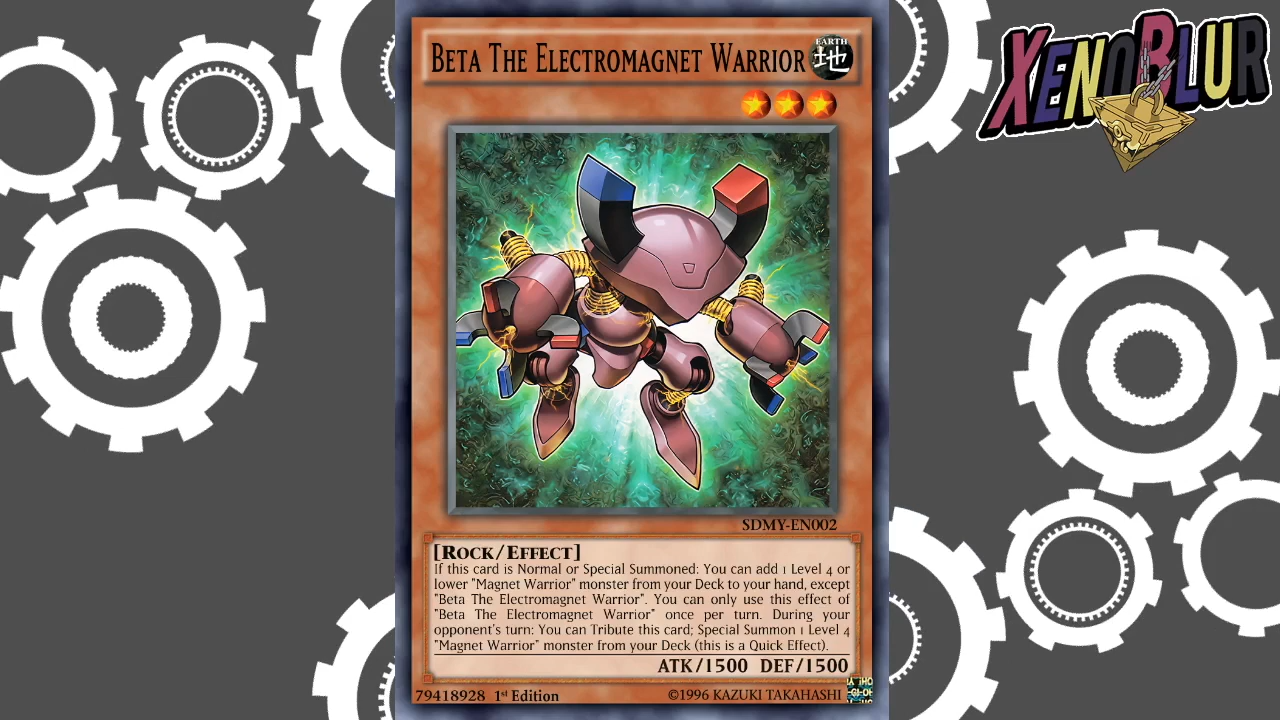 BETA THE ELECTROMAGNET WARRIOR
EARTH
地
XENOBLUR
SDMY-EN002
[ROCK/EFFECT]
If this card is Normal or Special Summoned: You can add 1 Level 4 or
lower "Magnet Warrior" monster from your Deck to your hand, except
"Beta The Electromagnet Warrior". You can only use this effect of
"Beta The Electromagnet Warrior" once per turn. During your
opponent's turn: You can Tribute this card; Special Summon 1 Level 4
"Magnet Warrior" monster from your Deck (this is a Quick Effect).
ATK/1500 DEF/1500
79418928 1st Edition
©1996 KAZUKI TAKAHASHI